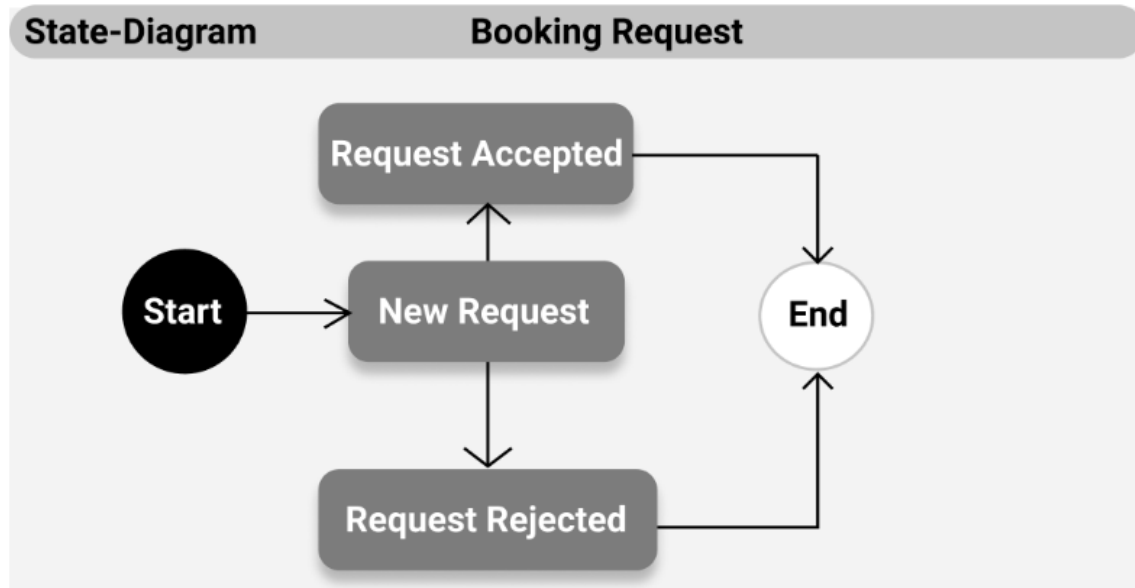 State-Diagram
Booking Request
Request Accepted
Start
New Request
End
Request Rejected